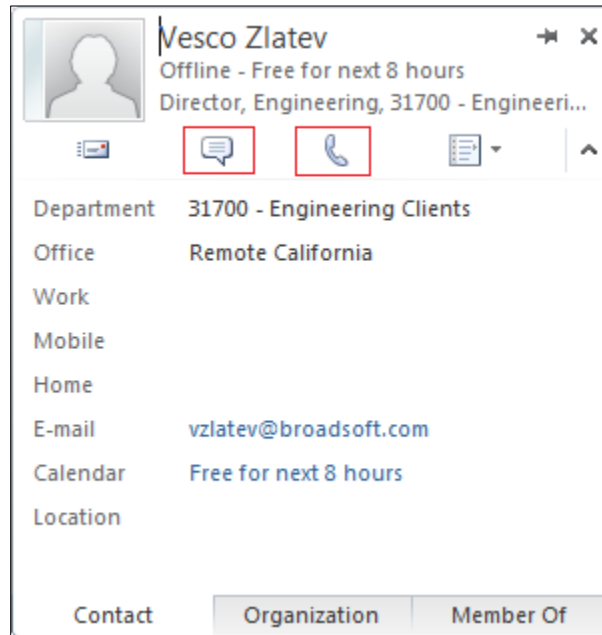 Vesco Zlatev
Offline - Free for next 8 hours
Director, Engineering, 31700 - Engineeri...
Department 31700 - Engineering Clients
Office Remote California
Work
Mobile
Home
E-mail vzlatev@broadsoft.com
Calendar Free for next 8 hours
Location
Contact Organization Member Of